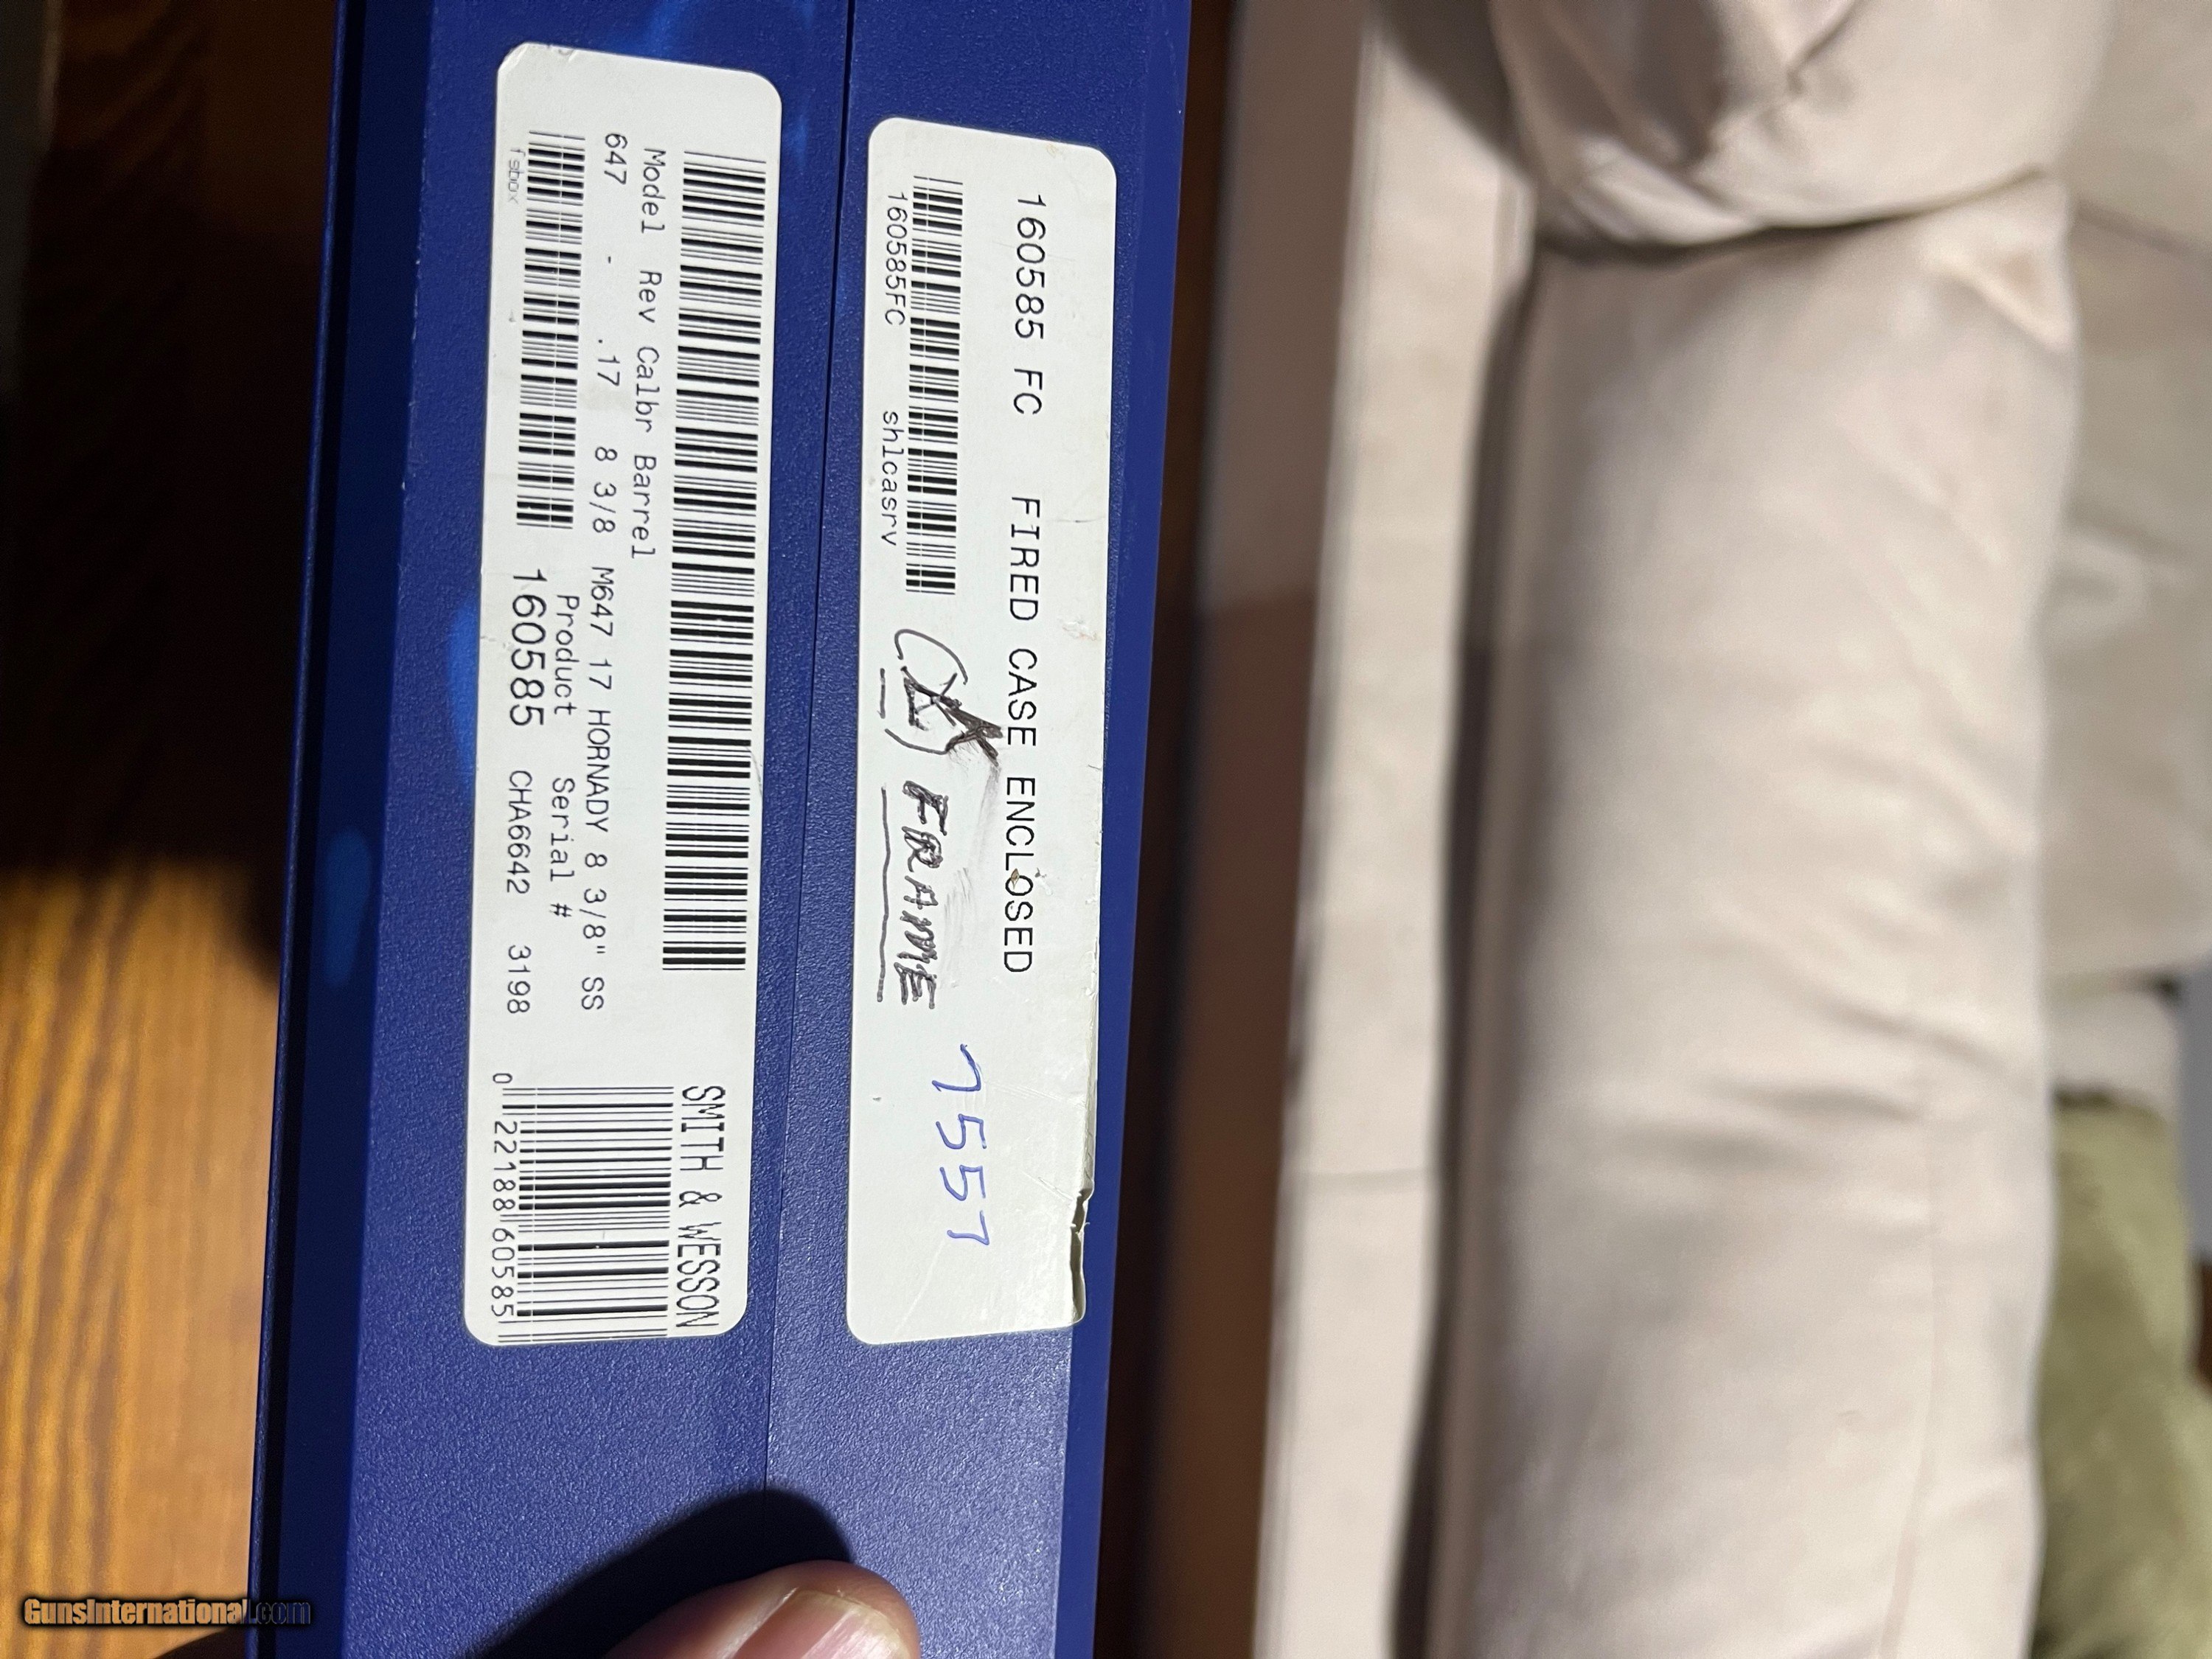 160585 FC FIRED CASE ENCLOSED
160585FC shlcasrv
FRAME
7557
Model Rev Calbr Barrel
647 - .17 8 3/8 M647 17 HORNADY 8 3/8" SS
Product Serial #
160585 CHA6642 3198
fsbox
SMITH & WESSON
0 22188 60585
GunsInternational.com